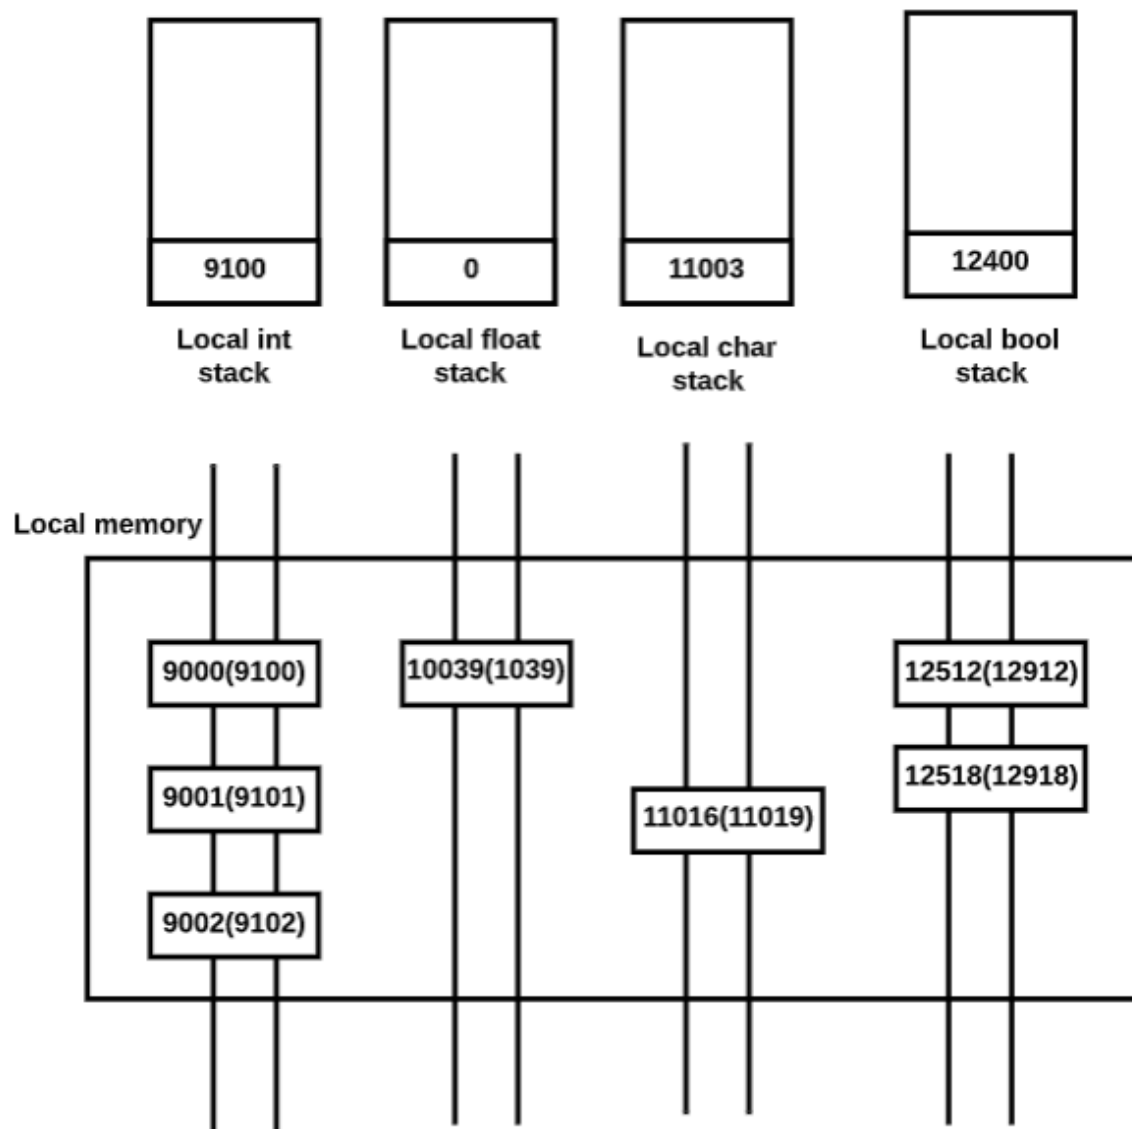 9100
0
11003
12400
Local int
stack
Local float
stack
Local char
stack
Local bool
stack
Local memory
9000(9100)
10039(1039)
12512(12912)
9001(9101)
12518(12918)
11016(11019)
9002(9102)